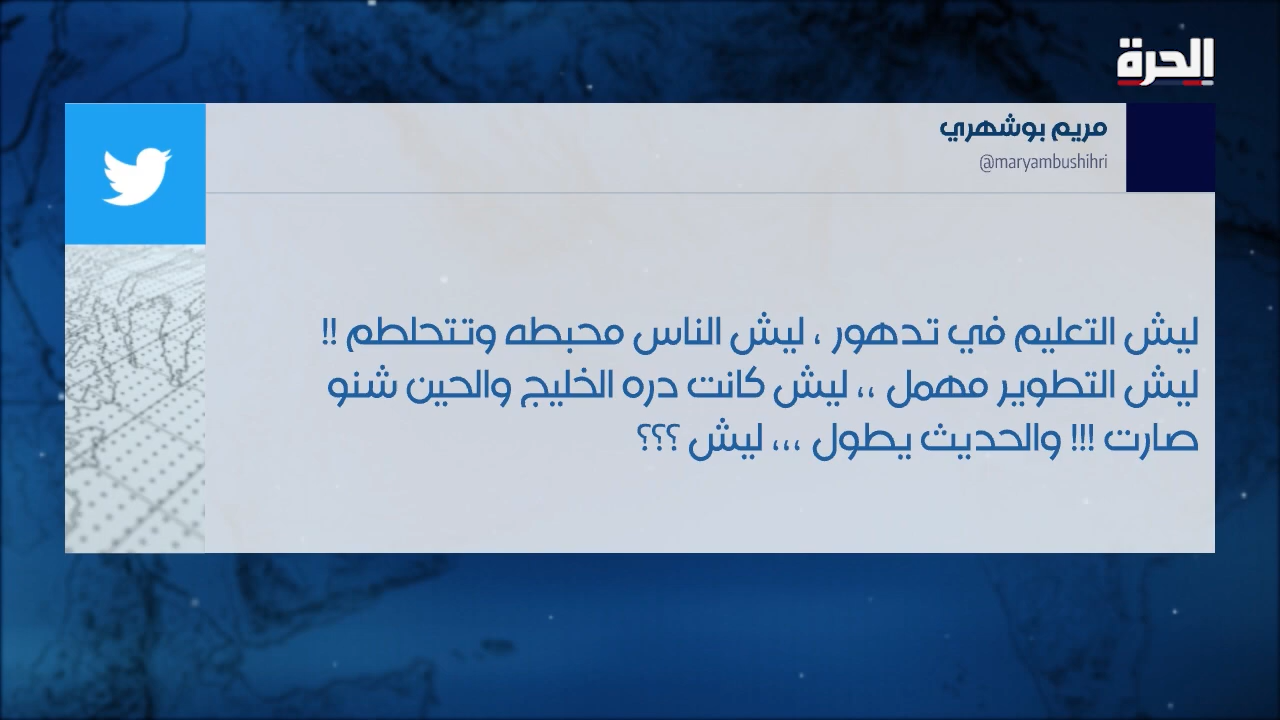 الحرة
مريم بوشهري
@maryambushihri
ليش التعليم في تدهور ، ليش الناس محبطه وتتحلطم !!
ليش التطوير مهمل ،، ليش كانت دره الخليج والحين شنو
صارت !!! والحديث يطول ،،، ليش ؟؟؟